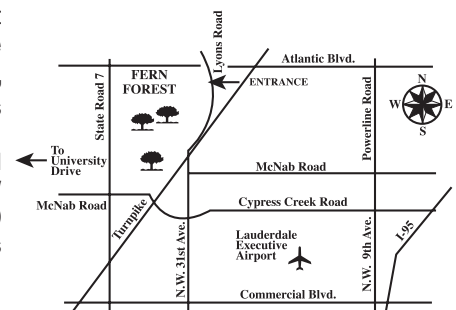 Lyons Road
Atlantic Blvd.
FERN
FOREST
ENTRANCE
State Road 7
Powerline Road
N
W
E
S
To
University
Drive
McNab Road
McNab Road
Cypress Creek Road
Turnpike
N.W. 31st Ave.
Lauderdale
Executive
Airport
N.W. 9th Ave.
I-95
Commercial Blvd.